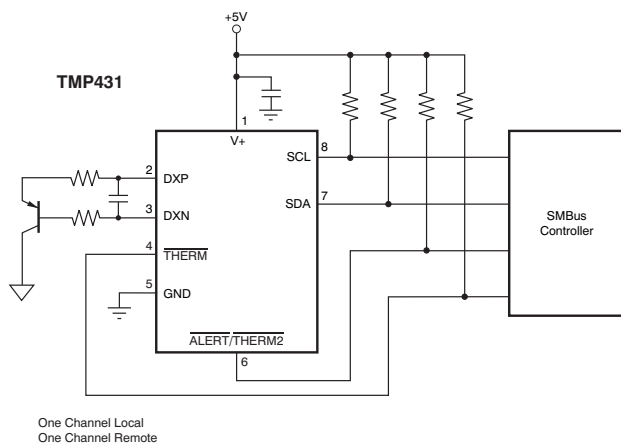 +5V
TMP431
1
V+
2
DXP
SCL
8
3
DXN
SDA
7
4
THERM
5
GND
ALERT/THERM2
6
SMBus
Controller
One Channel Local
One Channel Remote